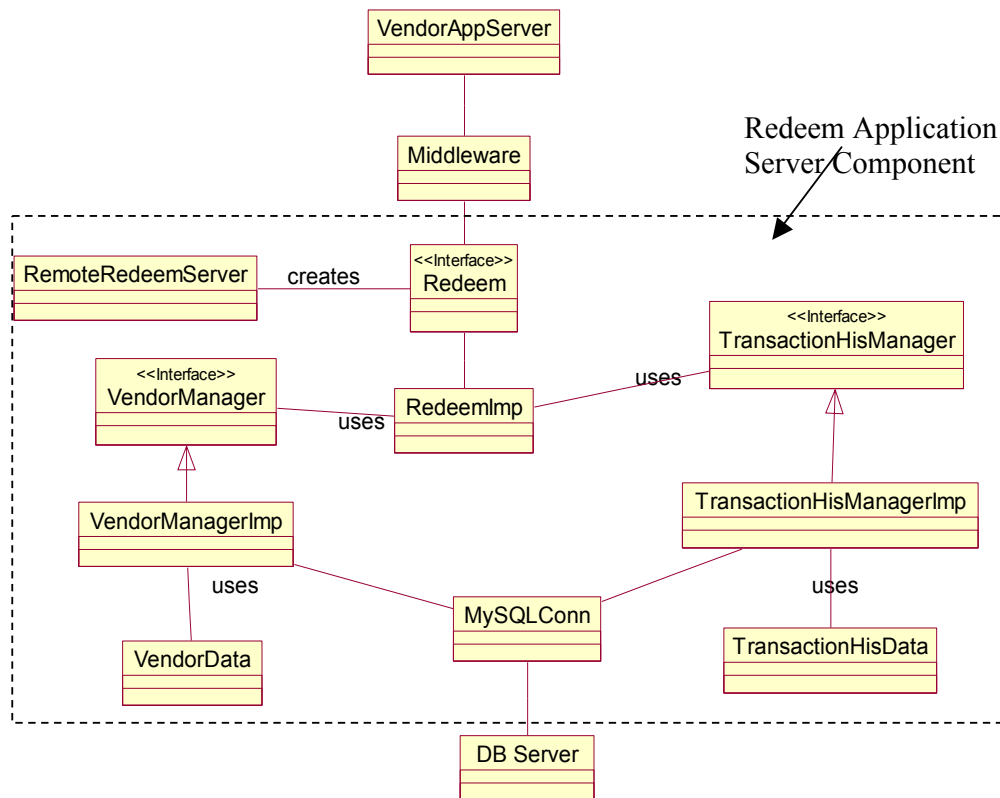 VendorAppServer
Middleware
Redeem Application
Server Component
<<Interface>>
Redeem
RemoteRedeemServer
creates
<<Interface>>
TransactionHisManager
<<Interface>>
VendorManager
uses
RedeemImp
uses
VendorManagerImp
TransactionHisManagerImp
uses
MySQLConn
uses
VendorData
TransactionHisData
DB Server